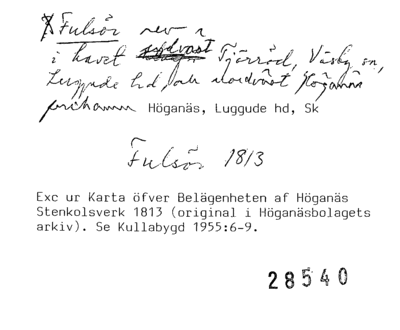 Fulsör rev
i havet sydväst Tjörröd, Väsby sn,
Luggude hd, och nordväst Höganäs
Höganäs, Luggude hd, Sk
Fulsör 1813
Exc ur Karta öfver Belägenheten af Höganäs
Stenkolsverk 1813 (original i Höganäsbolagets
arkiv). Se Kullabygd 1955:6-9.
28540